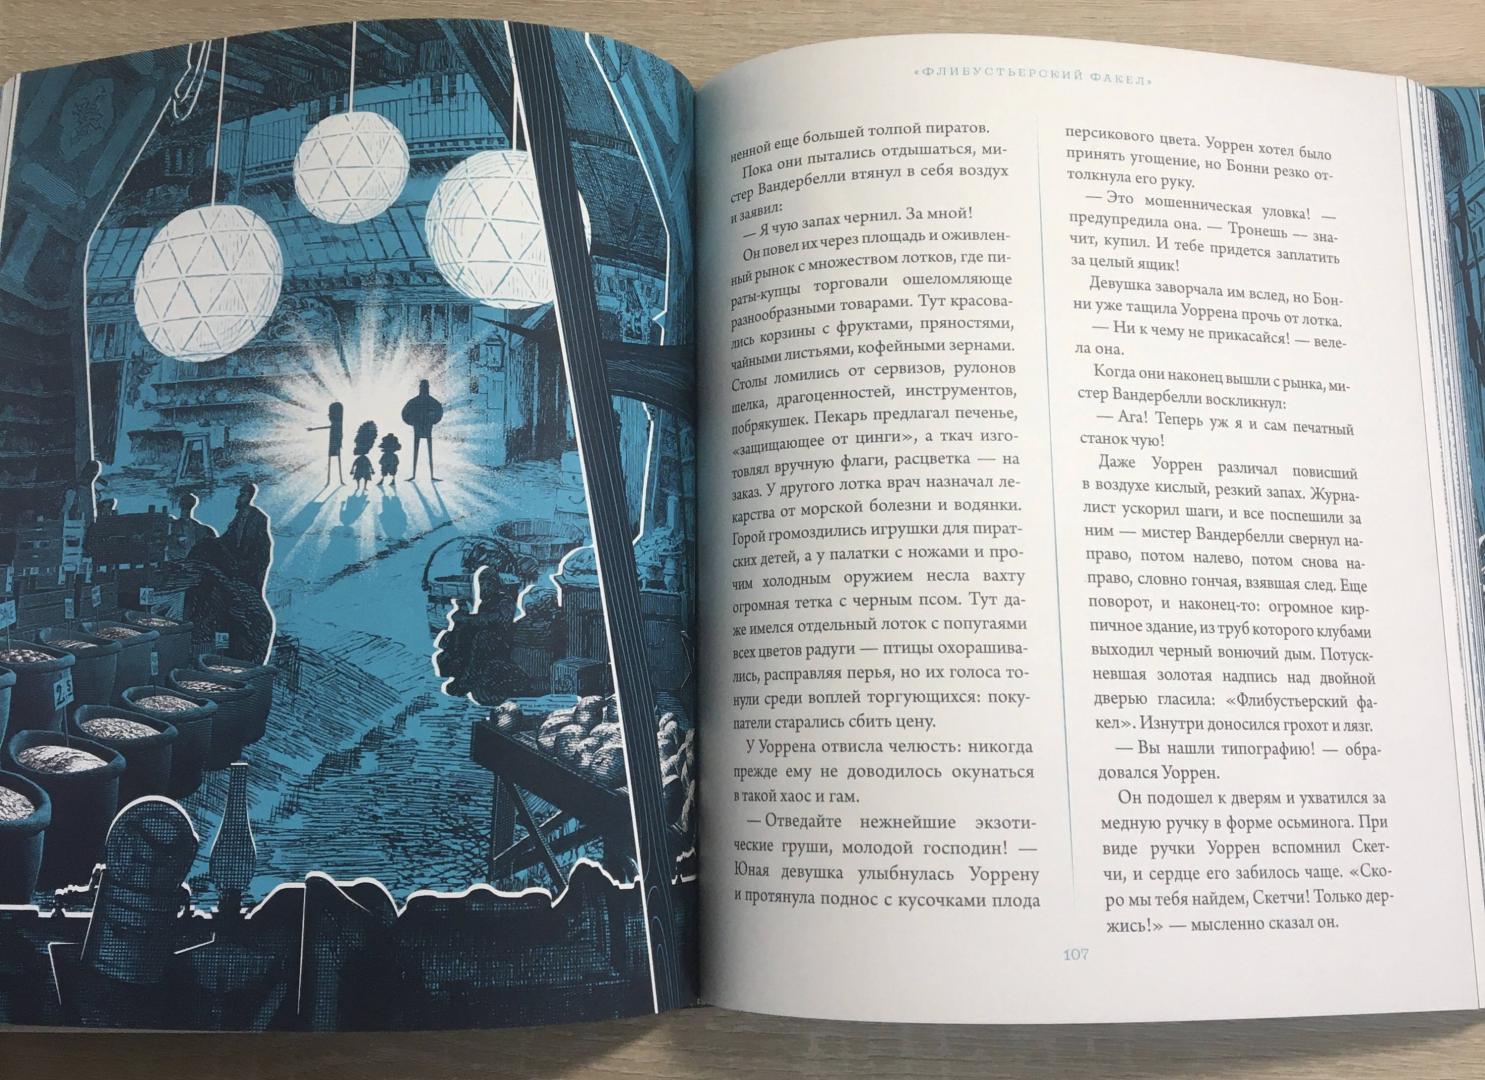 «ФЛИБУСТЬЕРСКИЙ ФАКЕЛ»
ненной еще большей толпой пиратов.
Пока они пытались отдышаться, ми-
стер Вандербелли втянул в себя воздух
и заявил:
— Я чую запах чернил. За мной!
Он повел их через площадь и оживлен-
ный рынок с множеством лотков, где пи-
раты-купцы торговали ошеломляюще
разнообразными товарами. Тут красова-
лись корзины с фруктами, пряностями,
чайными листьями, кофейными зернами.
Столы ломились от сервизов, рулонов
шелка, драгоценностей, инструментов,
побрякушек. Пекарь предлагал печенье,
«защищающее от цинги», а ткач изго-
товлял вручную флаги, расцветка — на
заказ. У другого лотка врач назначал ле-
карства от морской болезни и водянки.
Горой громоздились игрушки для пират-
ских детей, а у палатки с ножами и про-
чим холодным оружием несла вахту
огромная тетка с черным псом. Тут да-
же имелся отдельный лоток с попугаями
всех цветов радуги — птицы охорашива-
лись, расправляя перья, но их голоса то-
нули среди воплей торгующихся: поку-
патели старались сбить цену.
У Уоррена отвисла челюсть: никогда
прежде ему не доводилось окунаться
в такой хаос и гам.
— Отведайте нежнейшие экзоти-
ческие груши, молодой господин! —
Юная девушка улыбнулась Уоррену
и протянула поднос с кусочками плода
персикового цвета. Уоррен хотел было
принять угощение, но Бонни резко от-
толкнула его руку.
— Это мошенническая уловка! —
предупредила она. — Тронешь — зна-
чит, купил. И тебе придется заплатить
за целый ящик!
Девушка заворчала им вслед, но Бон-
ни уже тащила Уоррена прочь от лотка.
— Ни к чему не прикасайся! — веле-
ла она.
Когда они наконец вышли с рынка, ми-
стер Вандербелли воскликнул:
— Ага! Теперь уж я и сам печатный
станок чую!
Даже Уоррен различал повисший
в воздухе кислый, резкий запах. Журна-
лист ускорил шаги, и все поспешили за
ним — мистер Вандербелли свернул на-
право, потом налево, потом снова на-
право, словно гончая, взявшая след. Еще
поворот, и наконец-то: огромное кир-
пичное здание, из труб которого клубами
выходил черный вонючий дым. Потуск-
невшая золотая надпись над двойной
дверью гласила: «Флибустьерский фа-
кел». Изнутри доносился грохот и лязг.
— Вы нашли типографию! — обра-
довался Уоррен.
Он подошел к дверям и ухватился за
медную ручку в форме осьминога. При
виде ручки Уоррен вспомнил Скет-
чи, и сердце его забилось чаще. «Ско-
ро мы тебя найдем, Скетчи! Только дер-
жись!» — мысленно сказал он.
107